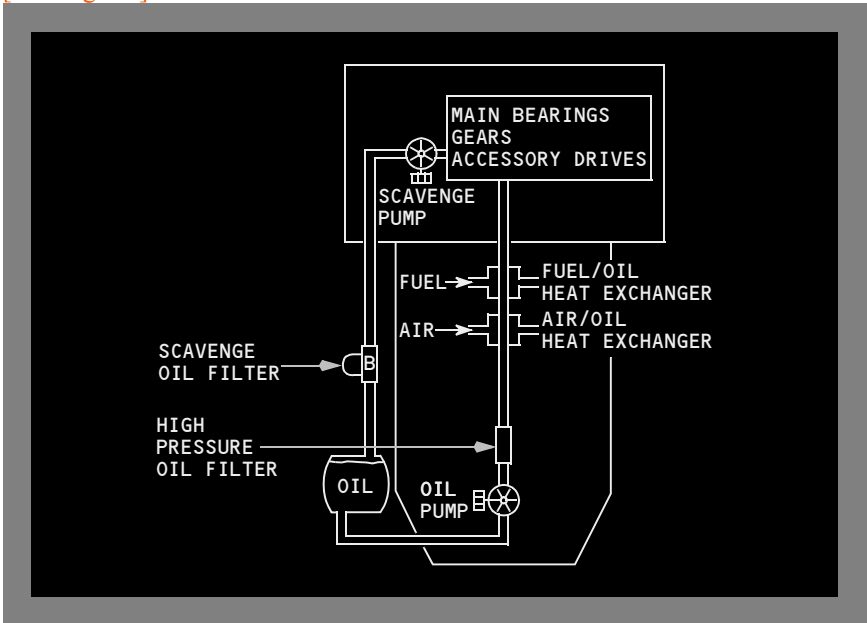 MAIN BEARINGS
GEARS
ACCESSORY DRIVES
SCAVENGE
PUMP
FUEL
FUEL/OIL
HEAT EXCHANGER
AIR
AIR/OIL
HEAT EXCHANGER
SCAVENGE
OIL FILTER
B
HIGH
PRESSURE
OIL FILTER
OIL
OIL
PUMP